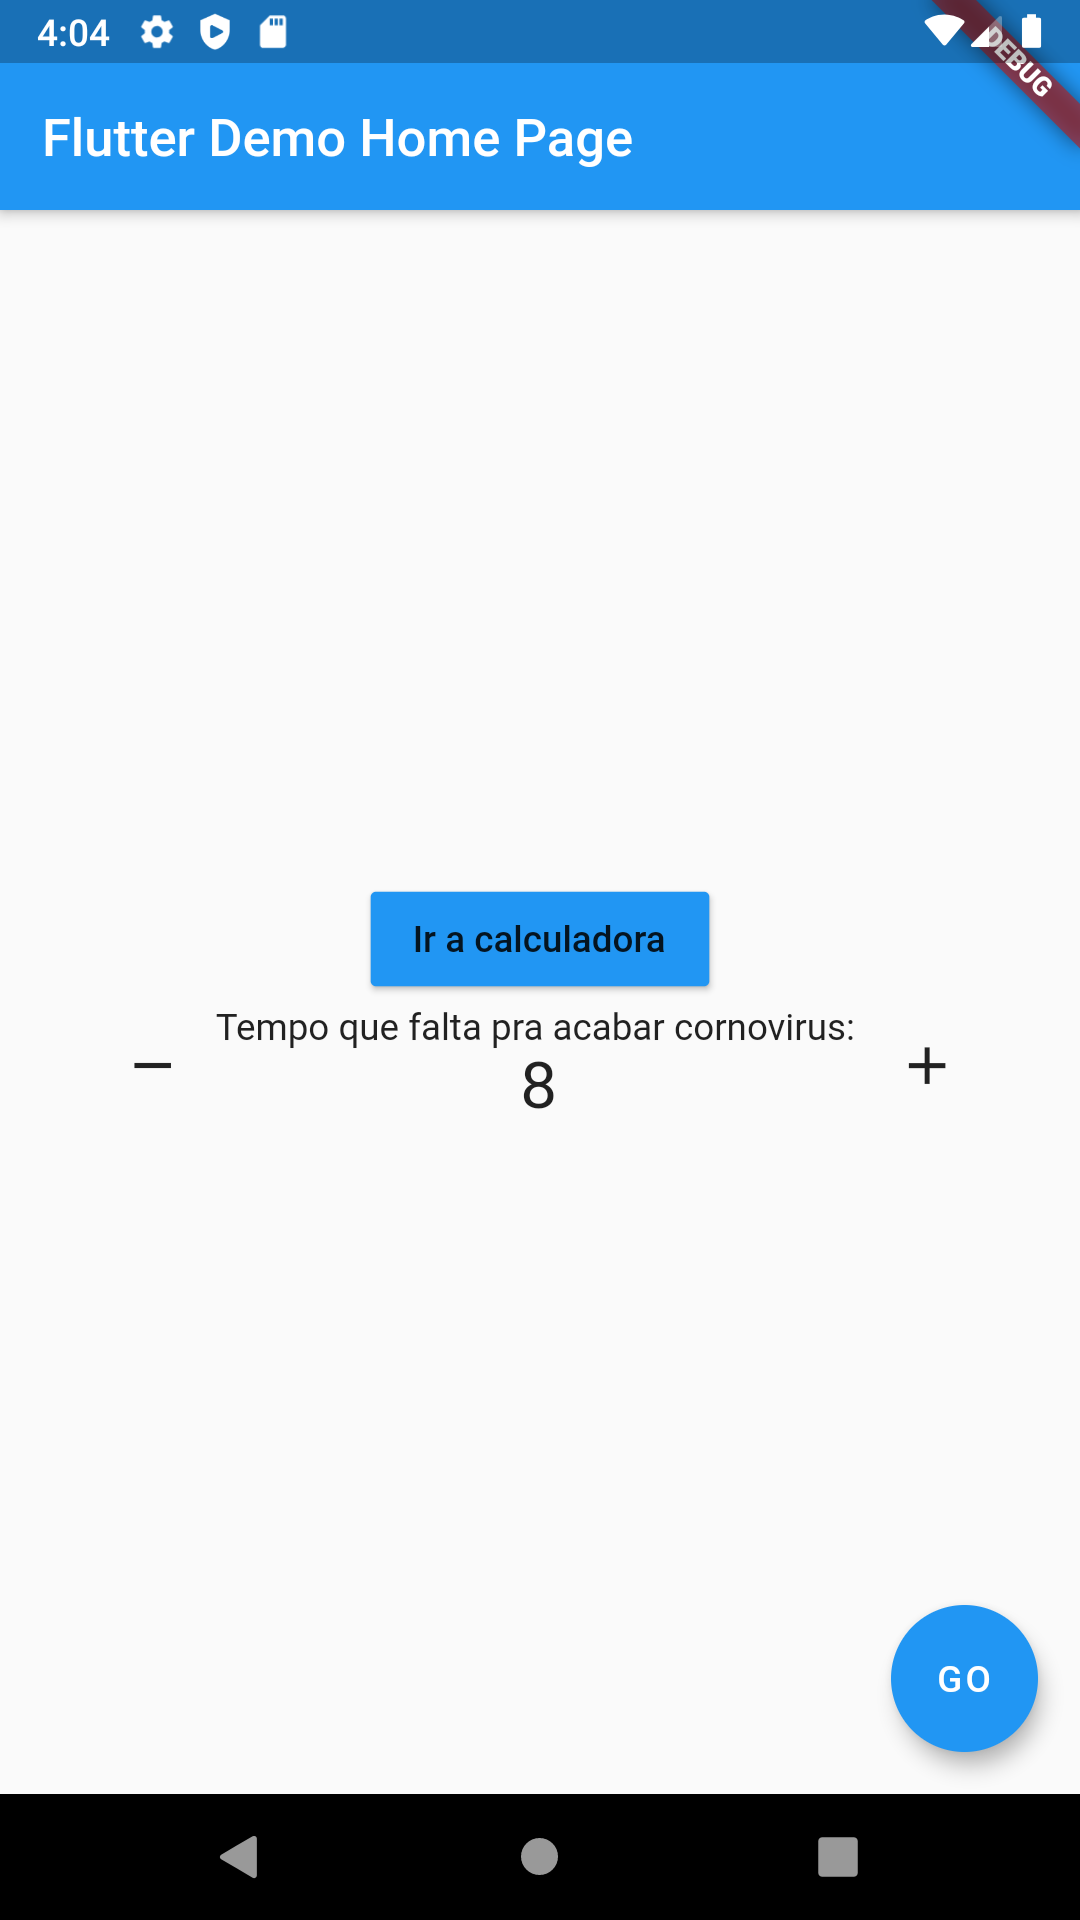 4:04
DEBUG
Flutter Demo Home Page
Ir a calculadora
Tempo que falta pra acabar cornovirus:
8
GO